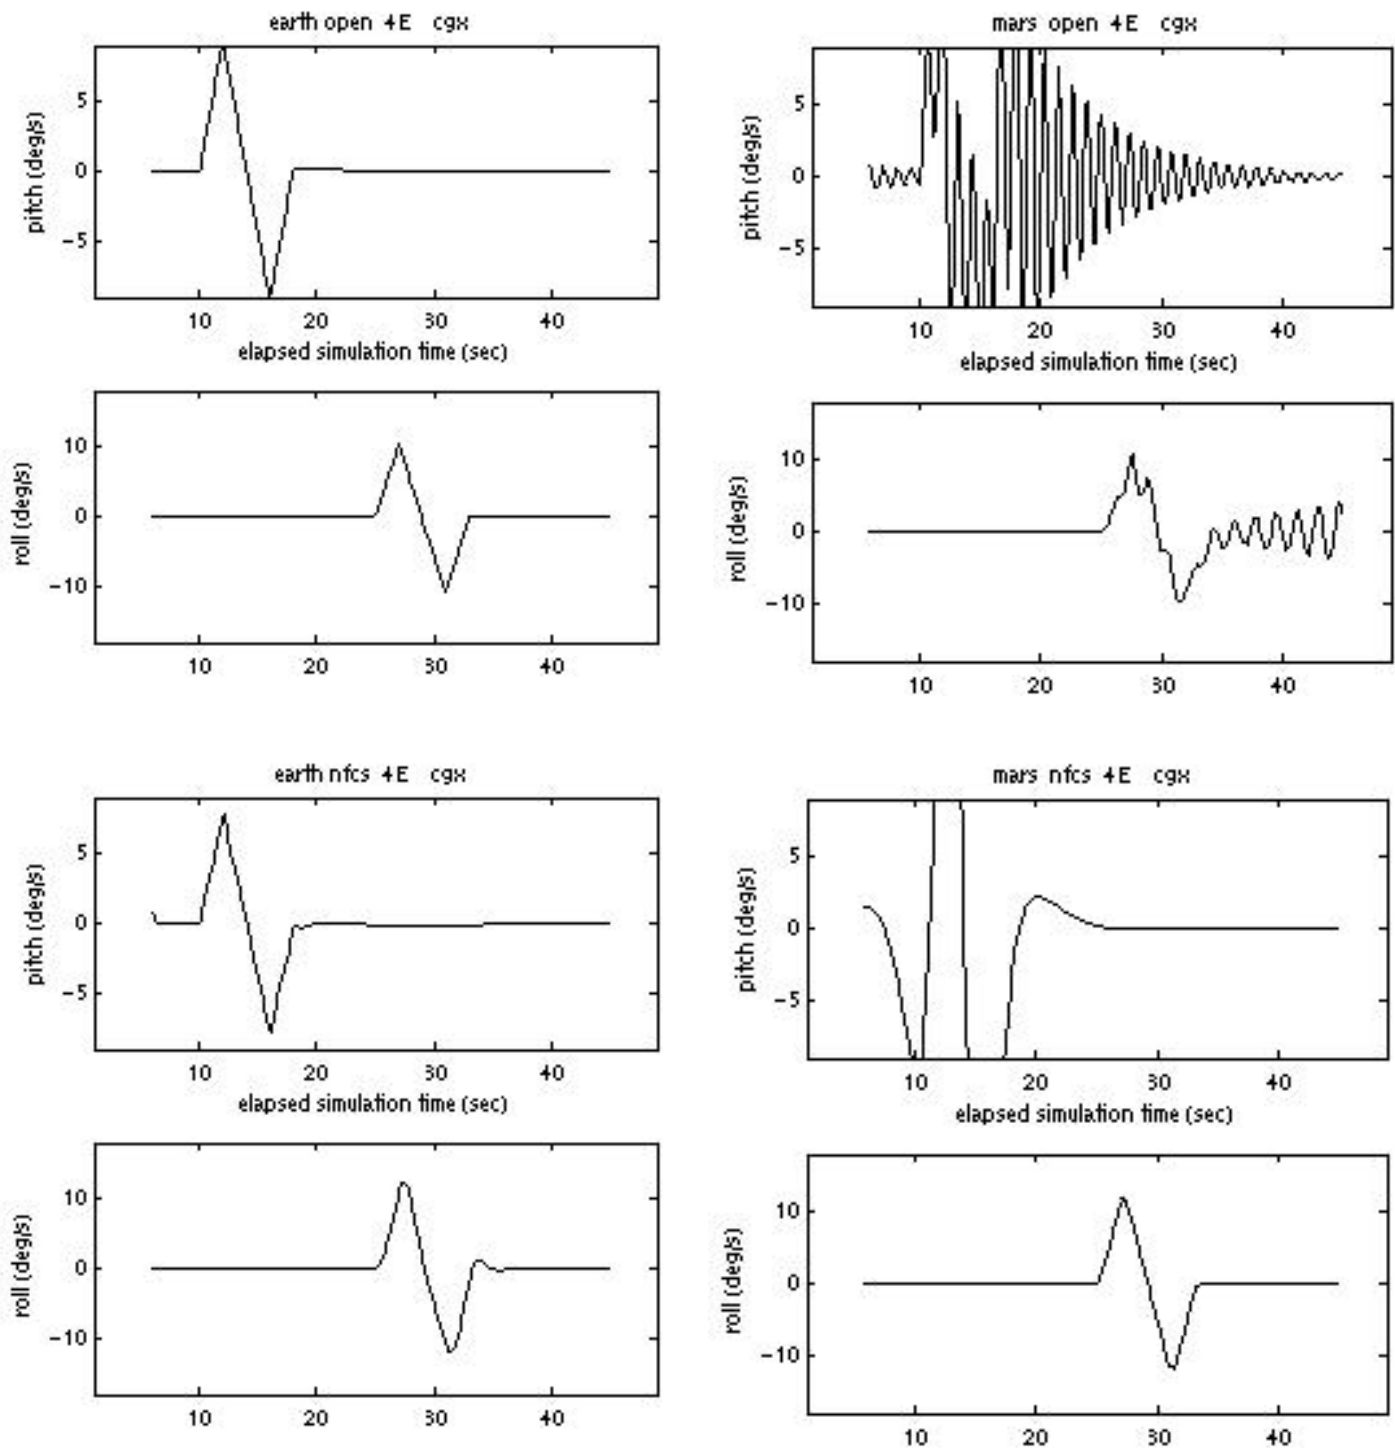 earth open 4E cgx
5
0
−5
pitch (deg/s)
10 20 30 40
elapsed simulation time (sec)
10
0
−10
roll (deg/s)
10 20 30 40
mars open 4E cgx
5
0
−5
pitch (deg/s)
10 20 30 40
elapsed simulation time (sec)
10
0
−10
roll (deg/s)
10 20 30 40
earth nfcs 4E cgx
5
0
−5
pitch (deg/s)
10 20 30 40
elapsed simulation time (sec)
10
0
−10
roll (deg/s)
10 20 30 40
mars nfcs 4E cgx
5
0
−5
pitch (deg/s)
10 20 30 40
elapsed simulation time (sec)
10
0
−10
roll (deg/s)
10 20 30 40